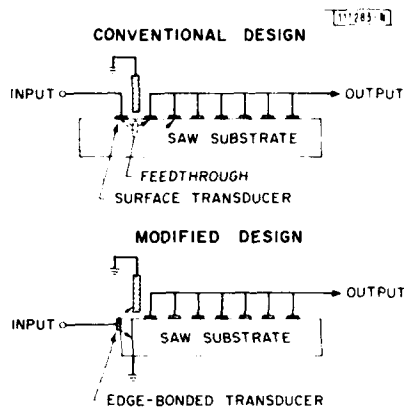 111283-N
CONVENTIONAL DESIGN
INPUT
OUTPUT
SAW SUBSTRATE
FEEDTHROUGH
SURFACE TRANSDUCER
MODIFIED DESIGN
OUTPUT
INPUT
SAW SUBSTRATE
EDGE-BONDED TRANSDUCER